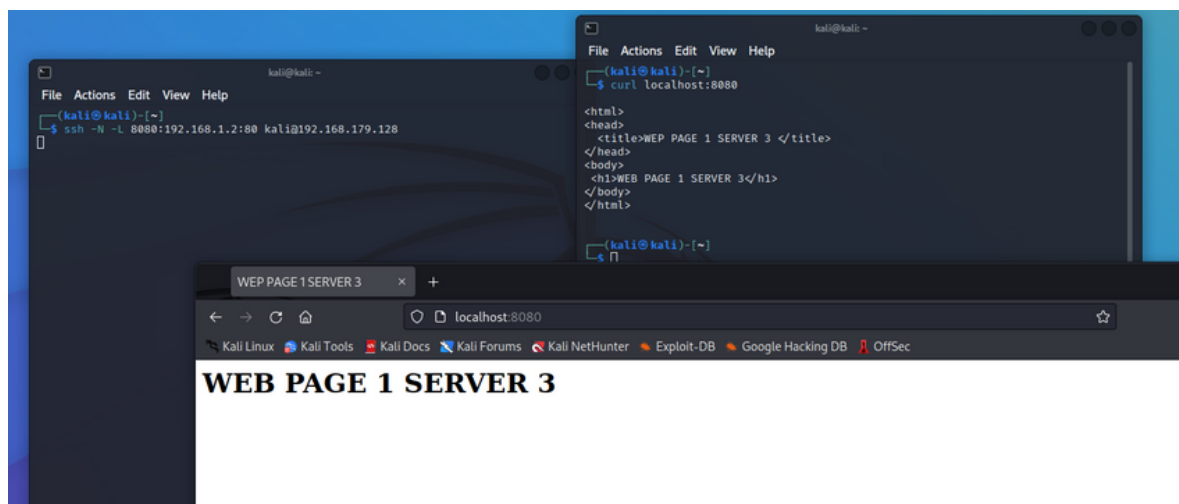 kali@kali: ~
File Actions Edit View Help
(kali㉿kali)-[~]
$ ssh -N -L 8080:192.168.1.2:80 kali@192.168.179.128
kali@kali: ~
File Actions Edit View Help
(kali㉿kali)-[~]
$ curl localhost:8080
<html>
<head>
<title>WEP PAGE 1 SERVER 3 </title>
</head>
<body>
<h1>WEB PAGE 1 SERVER 3</h1>
</body>
</html>
(kali㉿kali)-[~]
$
WEP PAGE 1 SERVER 3
localhost:8080
Kali Linux Kali Tools Kali Docs Kali Forums Kali NetHunter Exploit-DB Google Hacking DB OffSec
WEB PAGE 1 SERVER 3